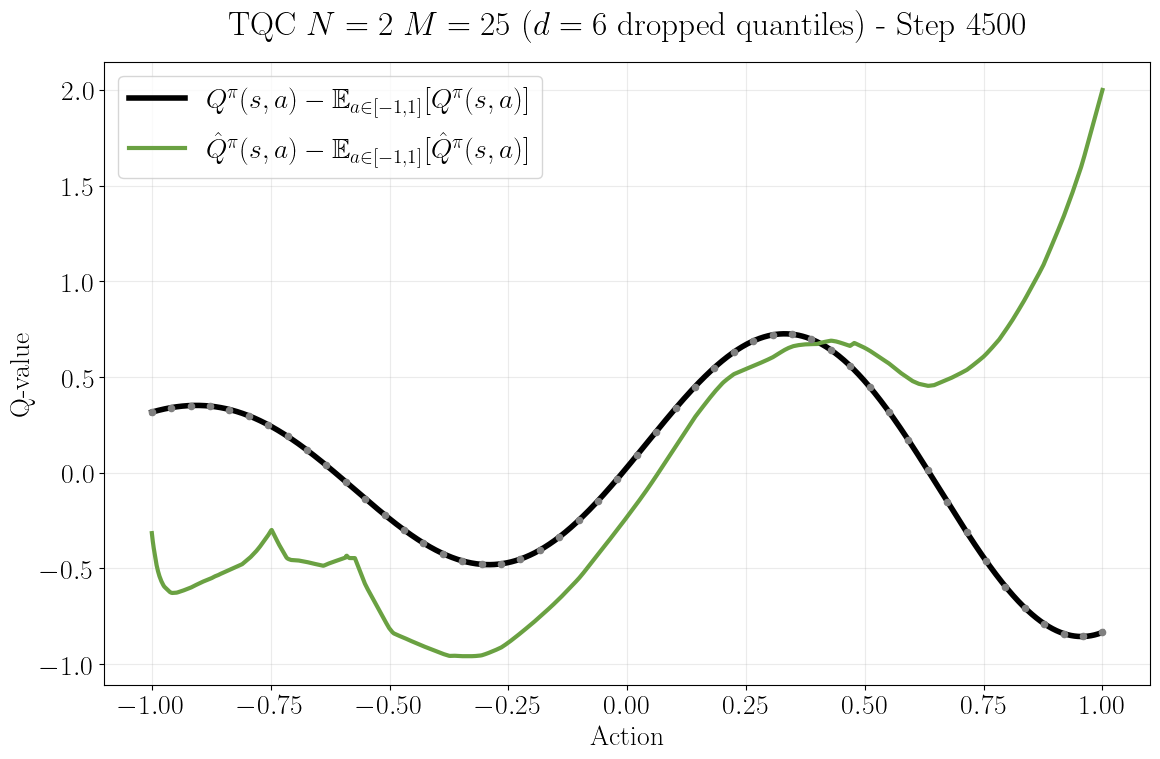 TQC $N = 2$ $M = 25$ ($d = 6$ dropped quantiles) - Step 4500
$Q^{\pi}(s, a) - \mathbb{E}_{a \in [-1,1]}[Q^{\pi}(s, a)]$
$\hat{Q}^{\pi}(s, a) - \mathbb{E}_{a \in [-1,1]}[\hat{Q}^{\pi}(s, a)]$
Q-value
2.0
1.5
1.0
0.5
0.0
−0.5
−1.0
−1.00 −0.75 −0.50 −0.25 0.00 0.25 0.50 0.75 1.00
Action